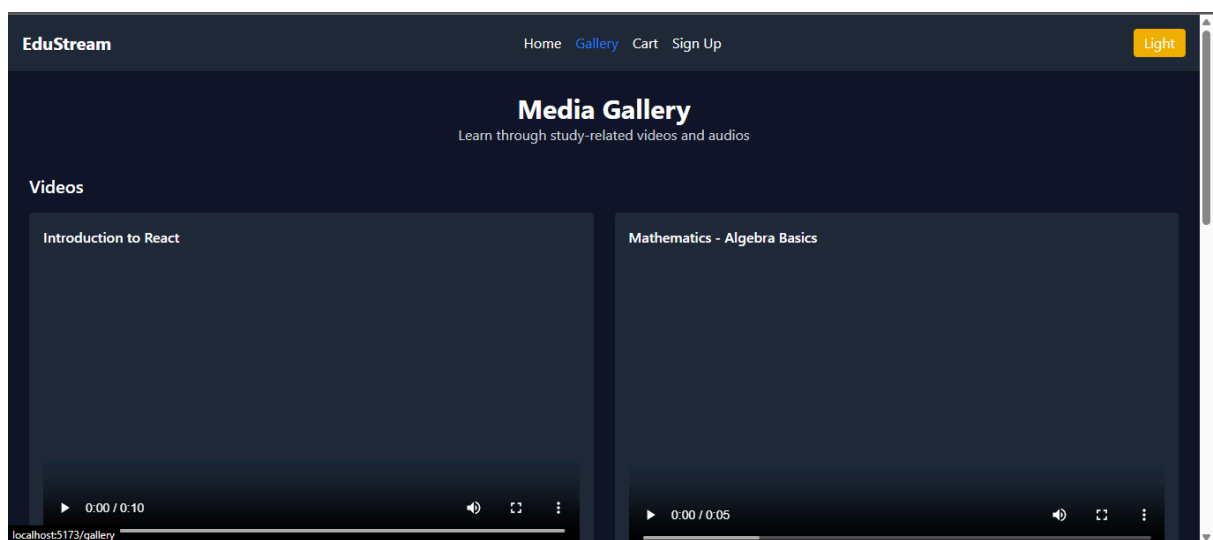 EduStream Home Gallery Cart Sign Up Light
Media Gallery
Learn through study-related videos and audios
Videos
Introduction to React
Mathematics - Algebra Basics
0:00 / 0:10
0:00 / 0:05
localhost:5173/gallery